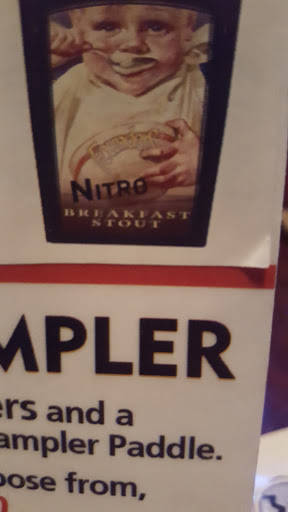 NITRO
BREAKFAST
STOUT
MPLER
ers and a
ampler Paddle.
oose from,